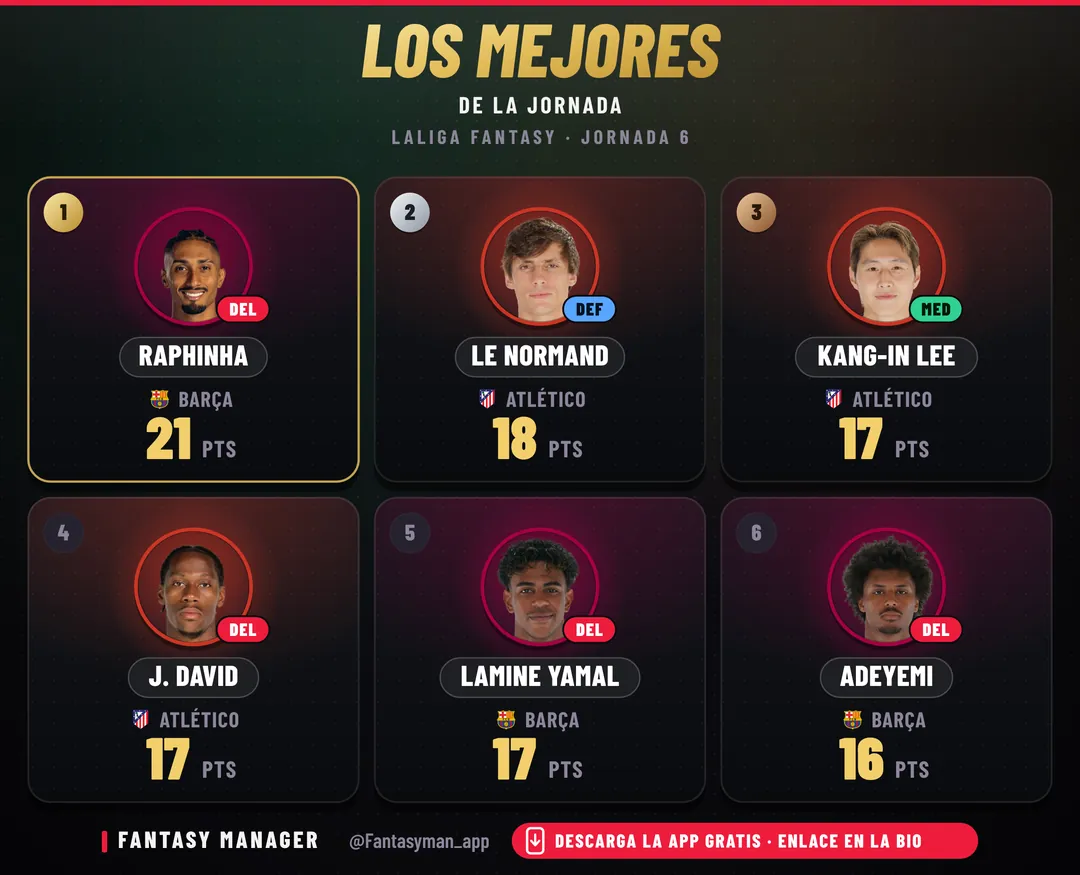 LOS MEJORES
DE LA JORNADA
LALIGA FANTASY · JORNADA 6
1
DEL
RAPHINHA
BARÇA
21 PTS
2
DEF
LE NORMAND
ATLÉTICO
18 PTS
3
MED
KANG-IN LEE
ATLÉTICO
17 PTS
4
DEL
J. DAVID
ATLÉTICO
17 PTS
5
DEL
LAMINE YAMAL
BARÇA
17 PTS
6
DEL
ADEYEMI
BARÇA
16 PTS
FANTASY MANAGER @Fantasyman_app DESCARGA LA APP GRATIS · ENLACE EN LA BIO